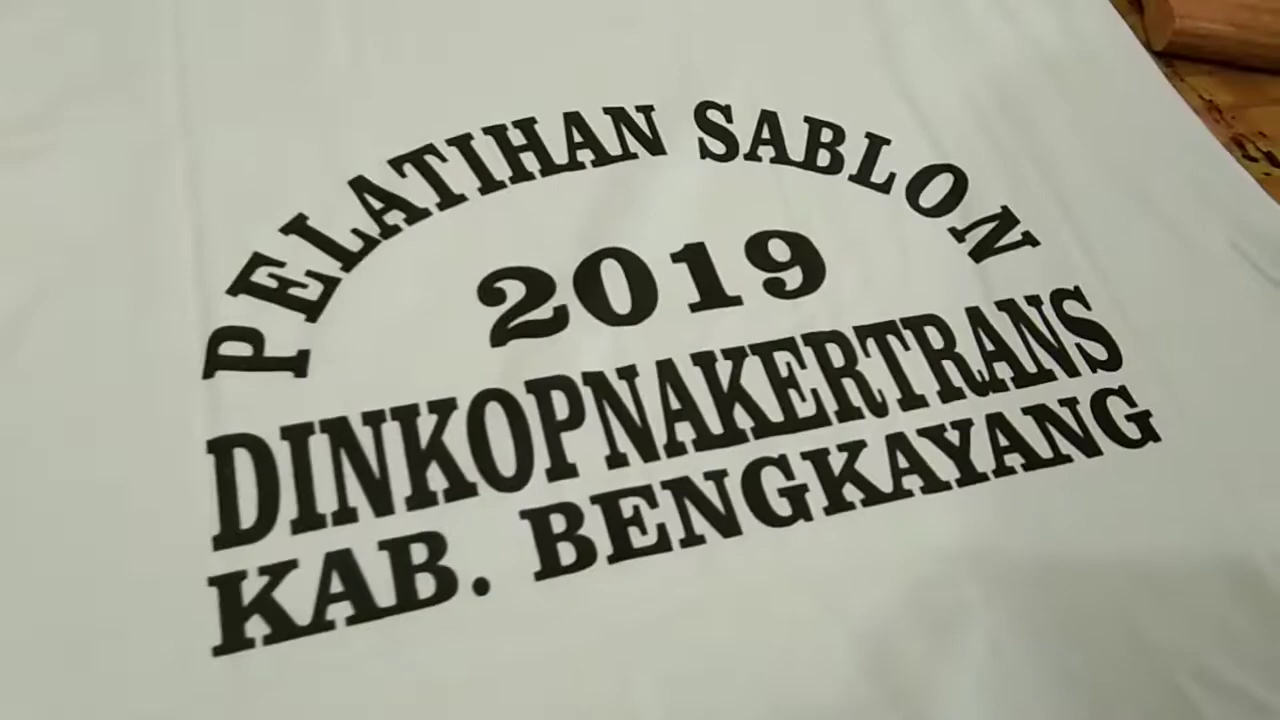 PELATIHAN SABLON
2019
DINKOPNAKERTRANS
KAB. BENGKAYANG